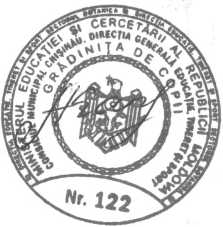 MINISTERUL EDUCAȚIEI ȘI CERCETĂRII AL REPUBLICII MOLDOVA
CONSILIUL MUNICIPAL CHIȘINĂU, DIRECȚIA GENERALĂ EDUCAȚIE, TINERET ȘI SPORT
GRĂDINIȚA DE COPII
Nr. 122